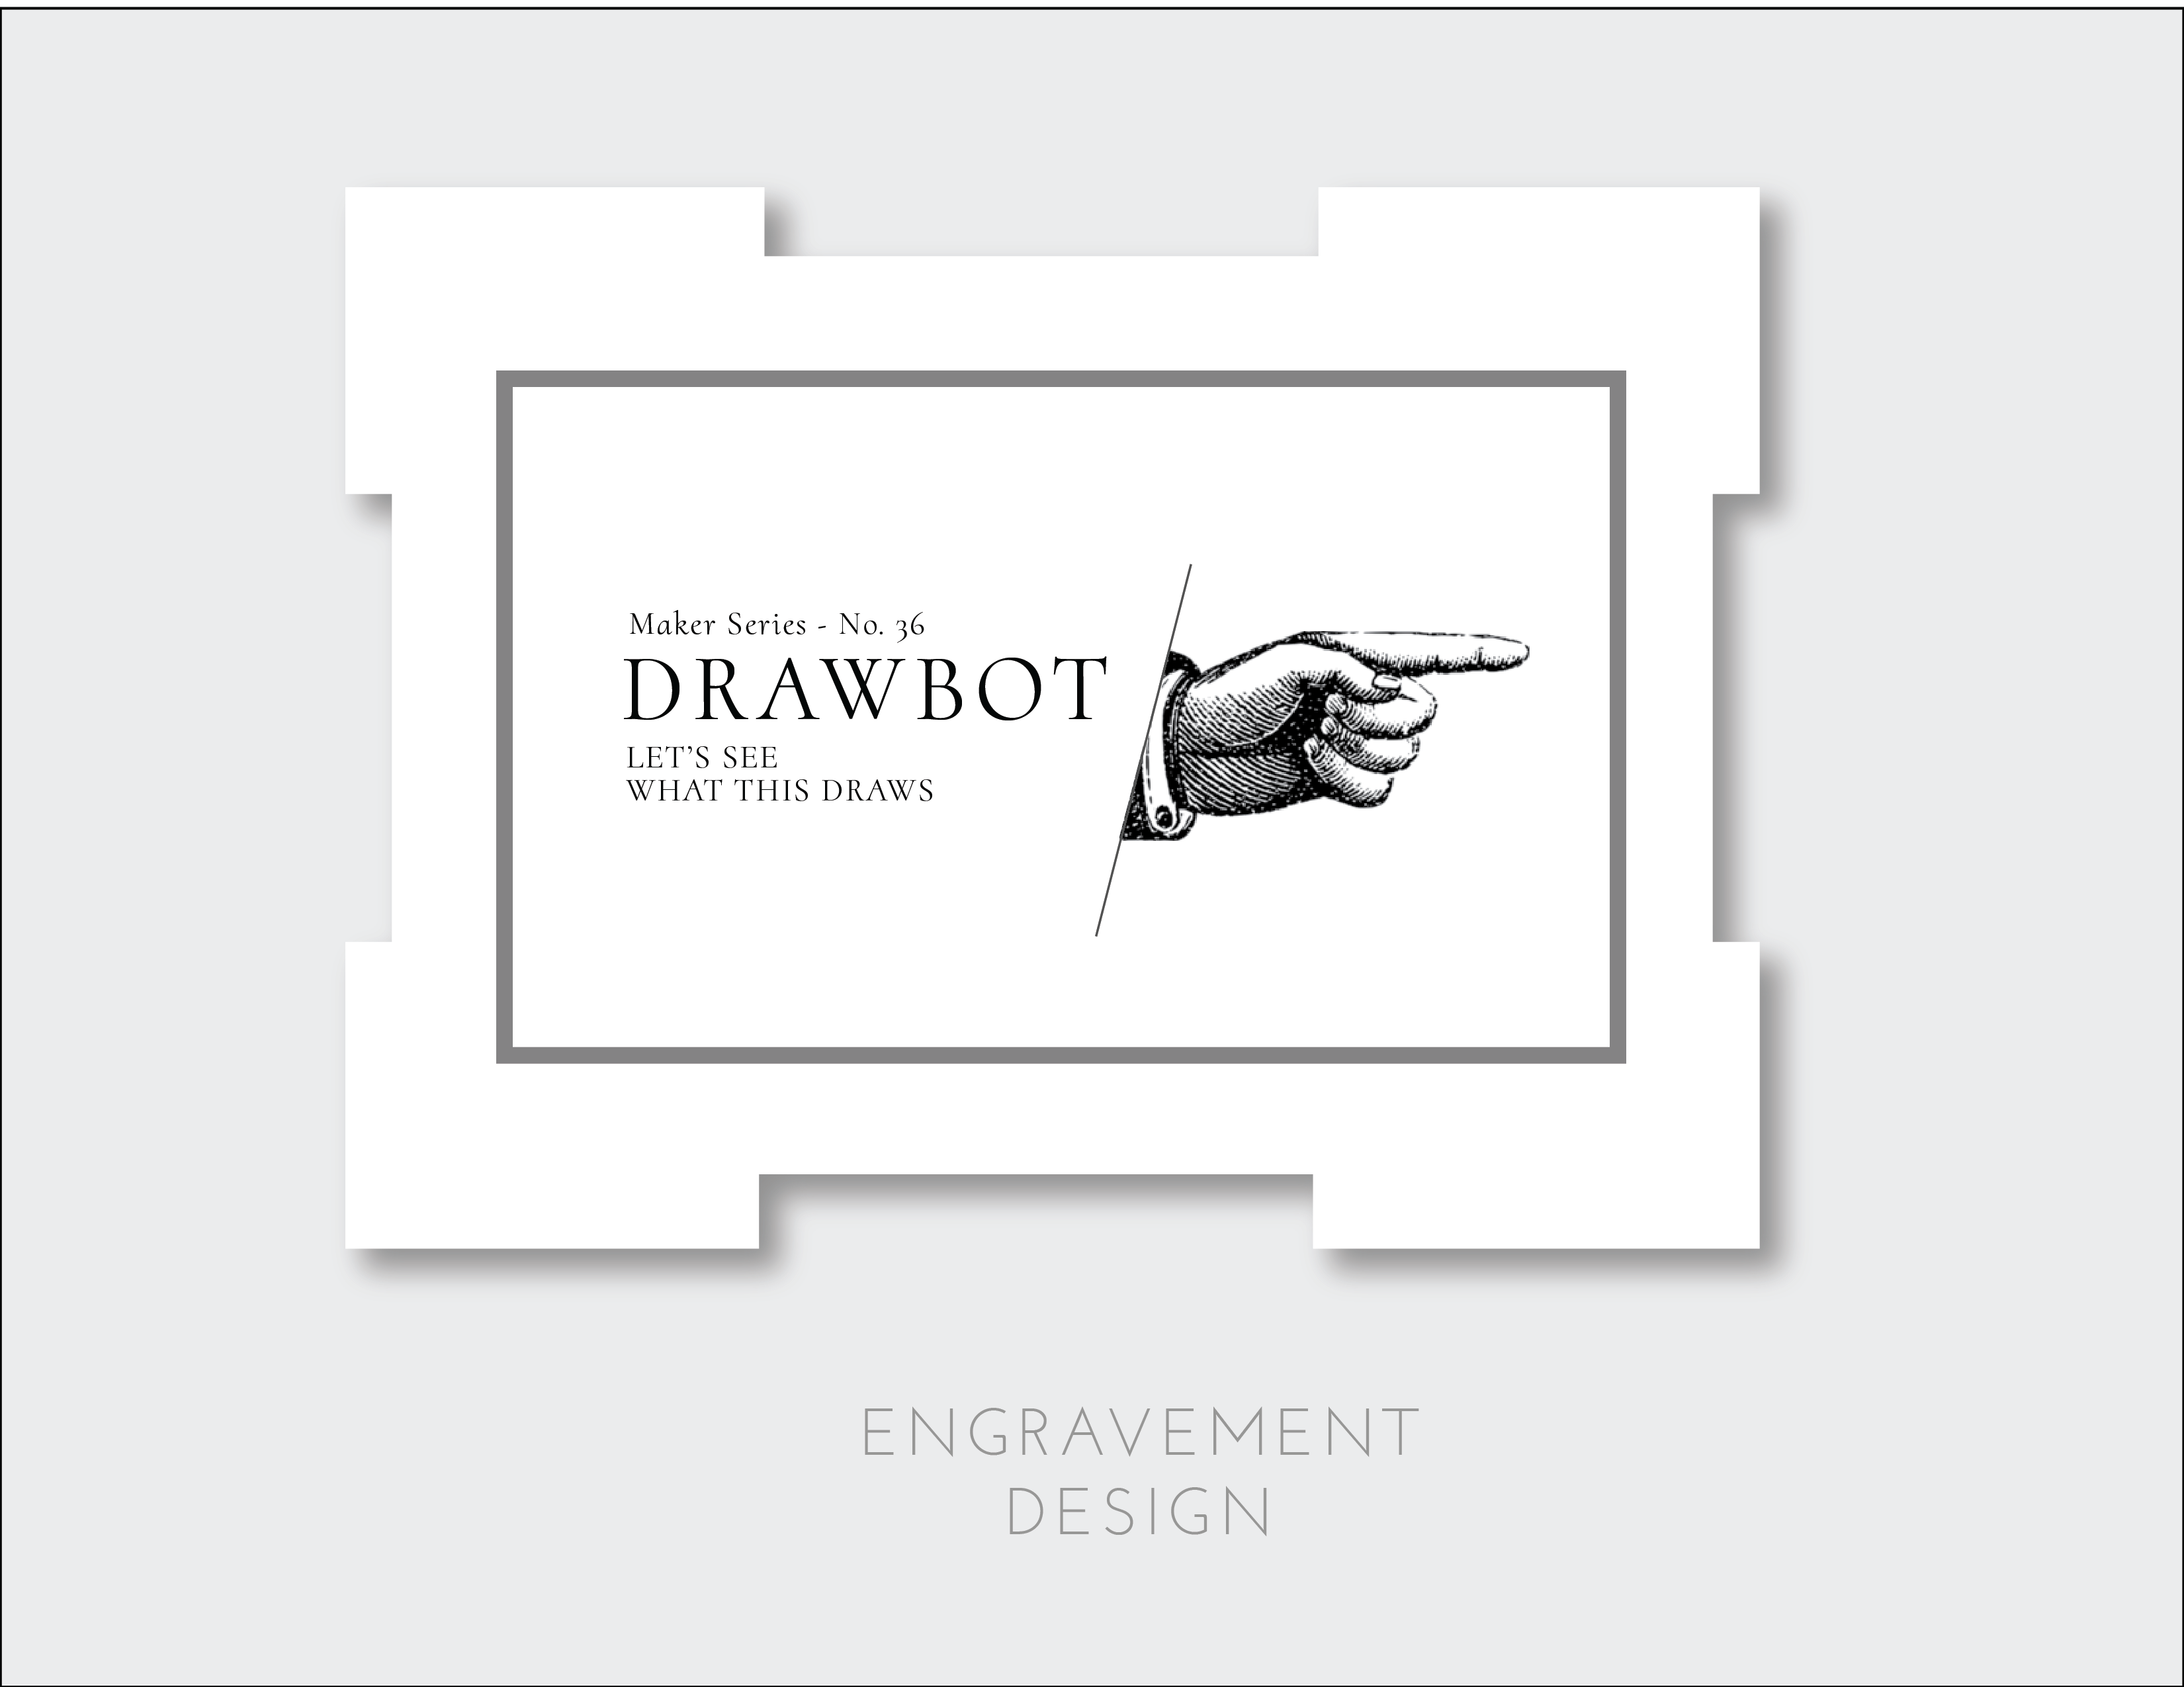 Maker Series - No. 36
DRAWBOT
LET'S SEE
WHAT THIS DRAWS
ENGRAVEMENT
DESIGN